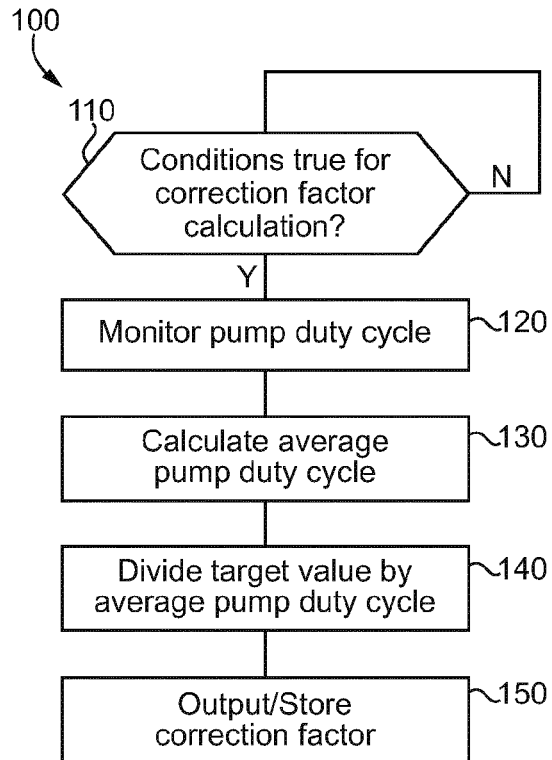 100
110
Conditions true for
correction factor
calculation?
N
Y
Monitor pump duty cycle
120
Calculate average
pump duty cycle
130
Divide target value by
average pump duty cycle
140
Output/Store
correction factor
150